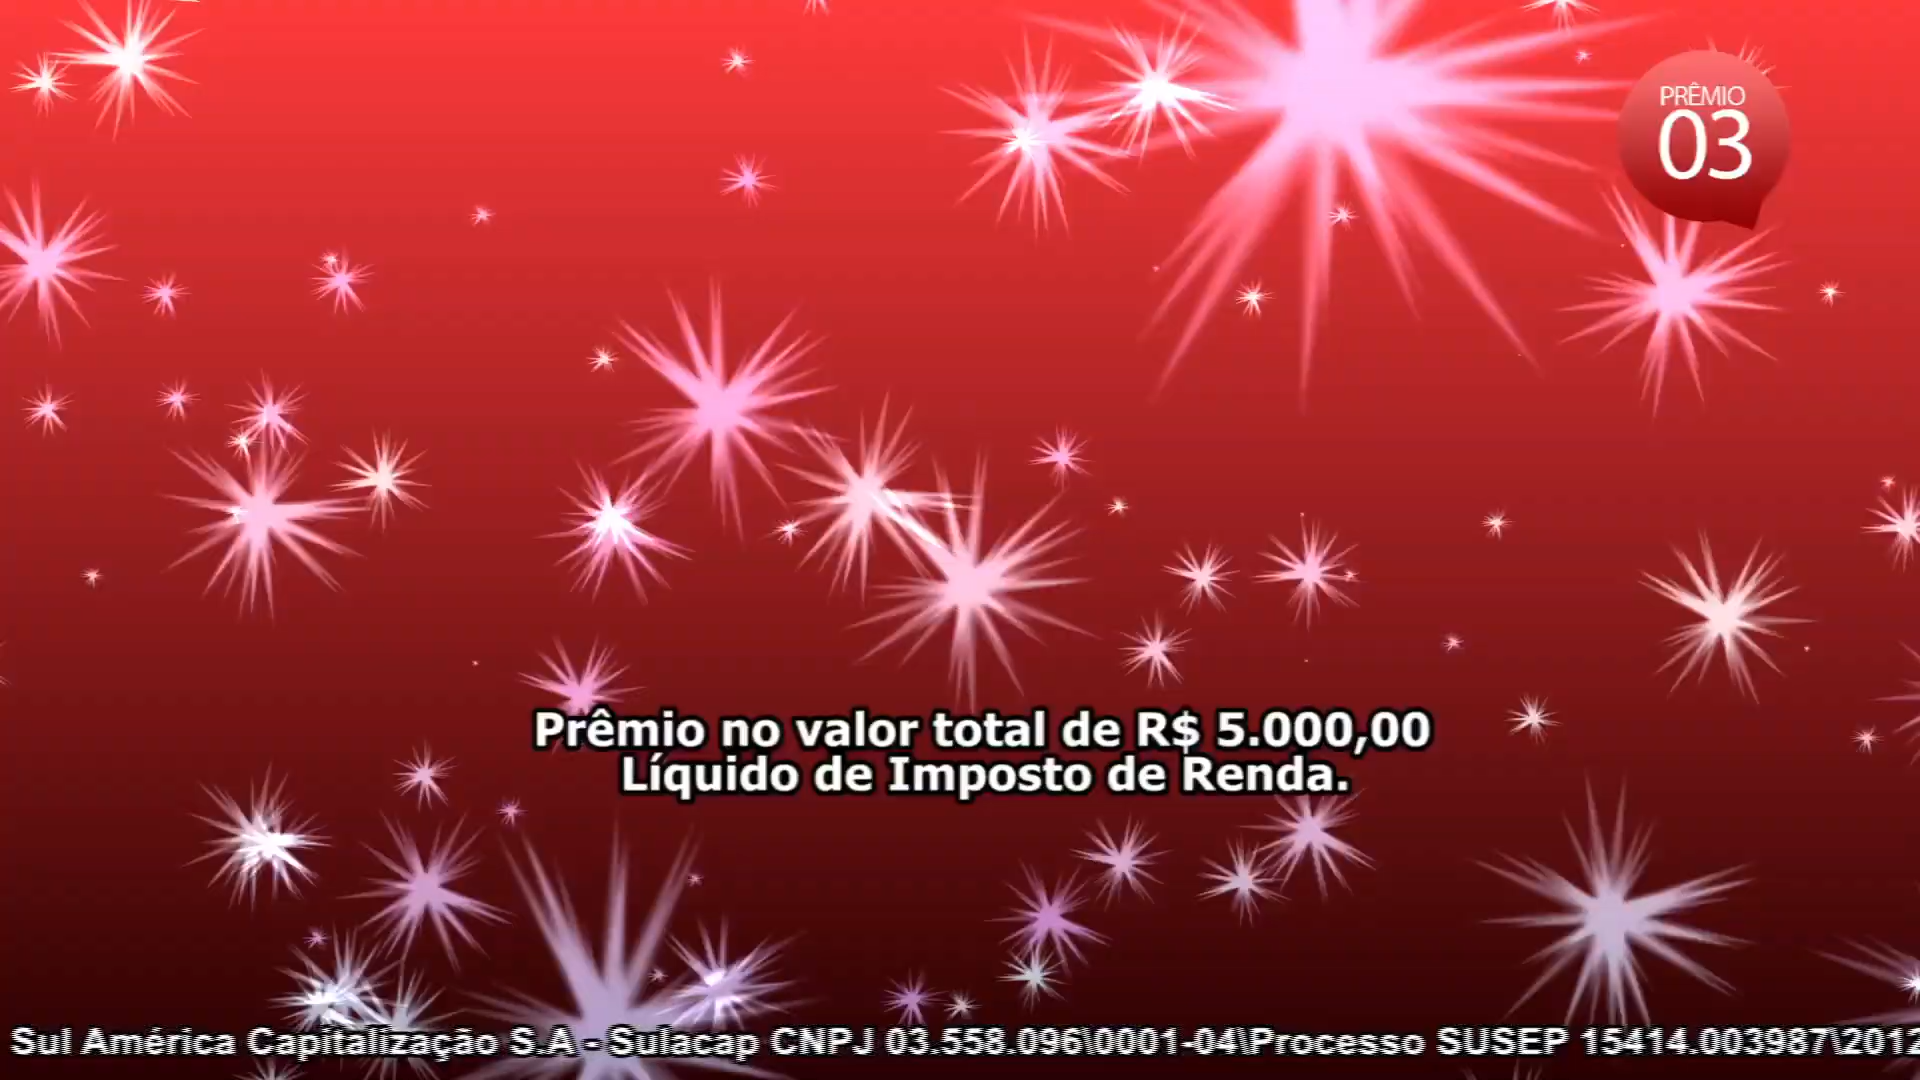 PRÊMIO
03
Prêmio no valor total de R$ 5.000,00
Líquido de Imposto de Renda.
Sul América Capitalização S.A - Sulacap CNPJ 03.558.096\0001-04\Processo SUSEP 15414.003987\2012